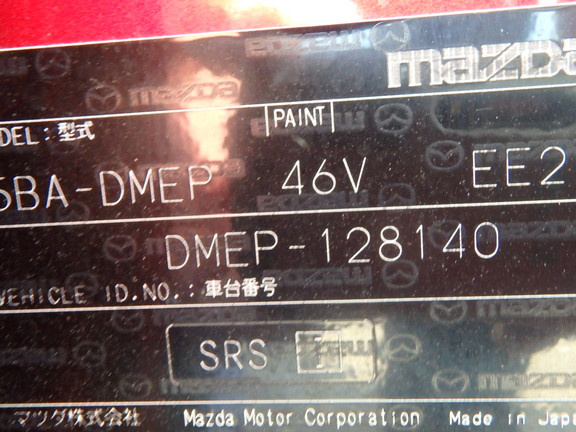 mazda
DEL: 型式
PAINT
5BA-DMEP 46V EE2
DMEP-128140
VEHICLE ID.NO.: 車台番号
SRS
マツダ株式会社 Mazda Motor Corporation Made in Japa